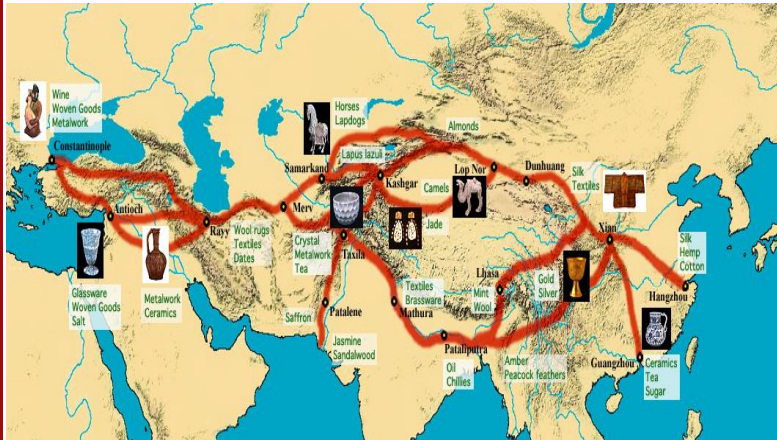 Wine
Woven Goods
Metalwork
Constantinople
Antioch
Glassware
Woven Goods
Salt
Metalwork
Ceramics
Rayy
Wool rugs
Textiles
Dates
Merv
Samarkand
Horses
Lapdogs
Lapus lazuli
Almonds
Kashgar
Crystal
Metalwork
Tea
Taxila
Camels
Jade
Lop Nor
Dunhuang
Silk
Textiles
Xian
Saffron
Patalene
Jasmine
Sandalwood
Textiles
Brassware
Mathura
Pataliputra
Oil
Chillies
Lhasa
Mint
Wool
Gold
Silver
Amber
Peacock feathers
Silk
Hemp
Cotton
Hangzhou
Guangzhou
Ceramics
Tea
Sugar